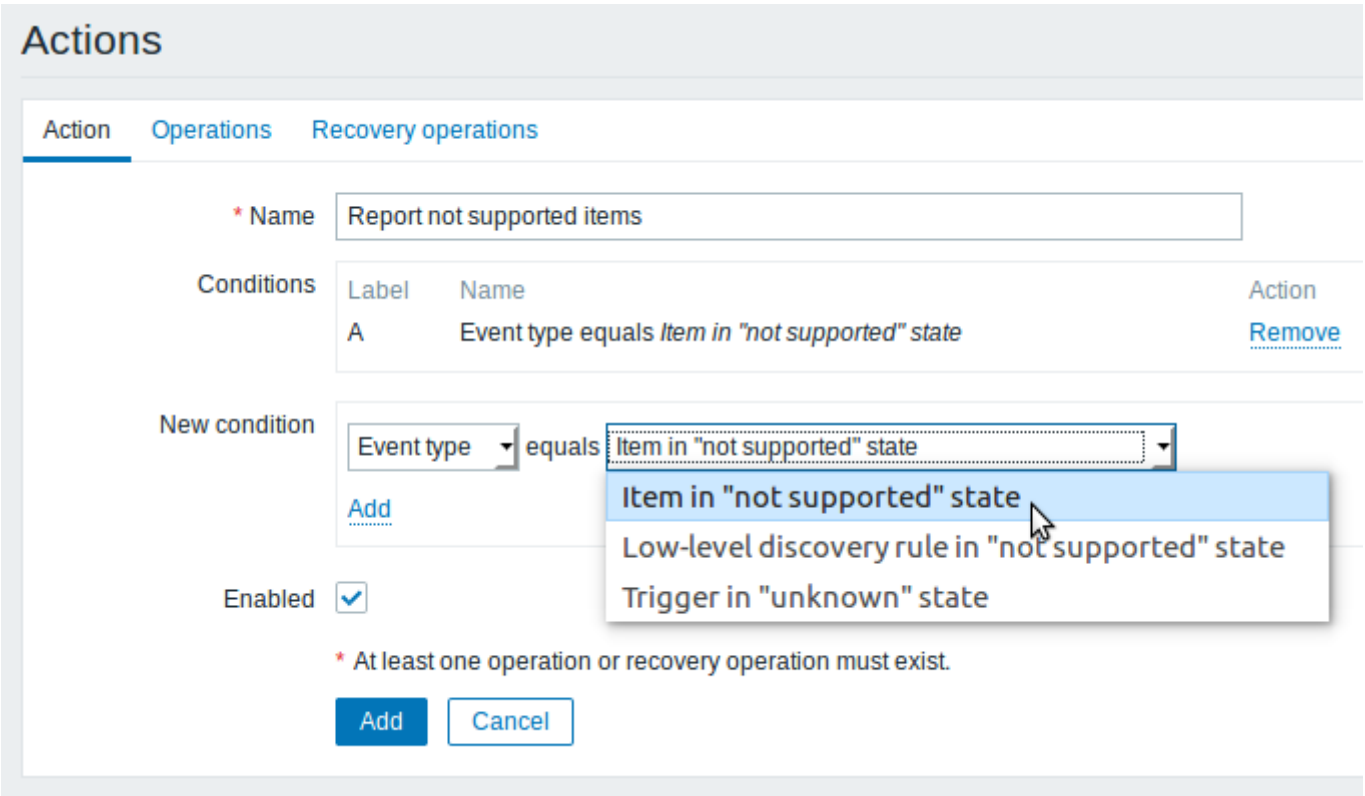 Actions
Action Operations Recovery operations
* Name Report not supported items
Conditions Label Name Action
A Event type equals Item in "not supported" state Remove
New condition Event type equals Item in "not supported" state
Add Item in "not supported" state
Low-level discovery rule in "not supported" state
Enabled Trigger in "unknown" state
* At least one operation or recovery operation must exist.
Add Cancel